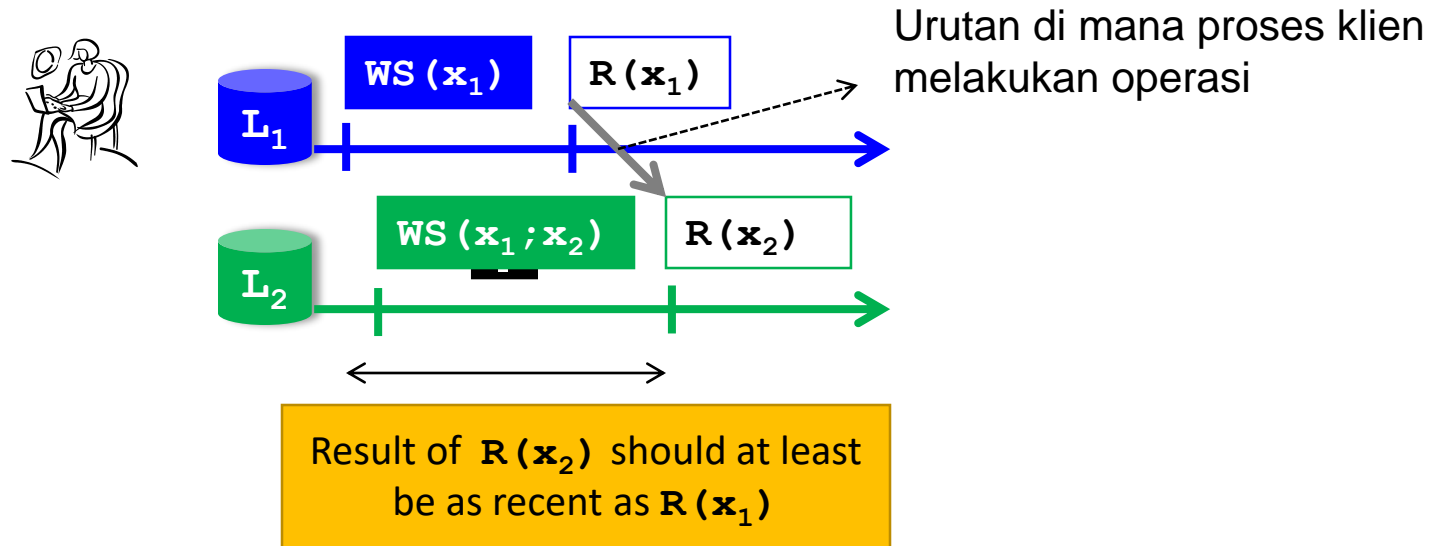 Urutan di mana proses klien
melakukan operasi
WS(x₁) R(x₁)
L₁
WS(x₁;x₂) R(x₂)
L₂
Result of R(x₂) should at least
be as recent as R(x₁)